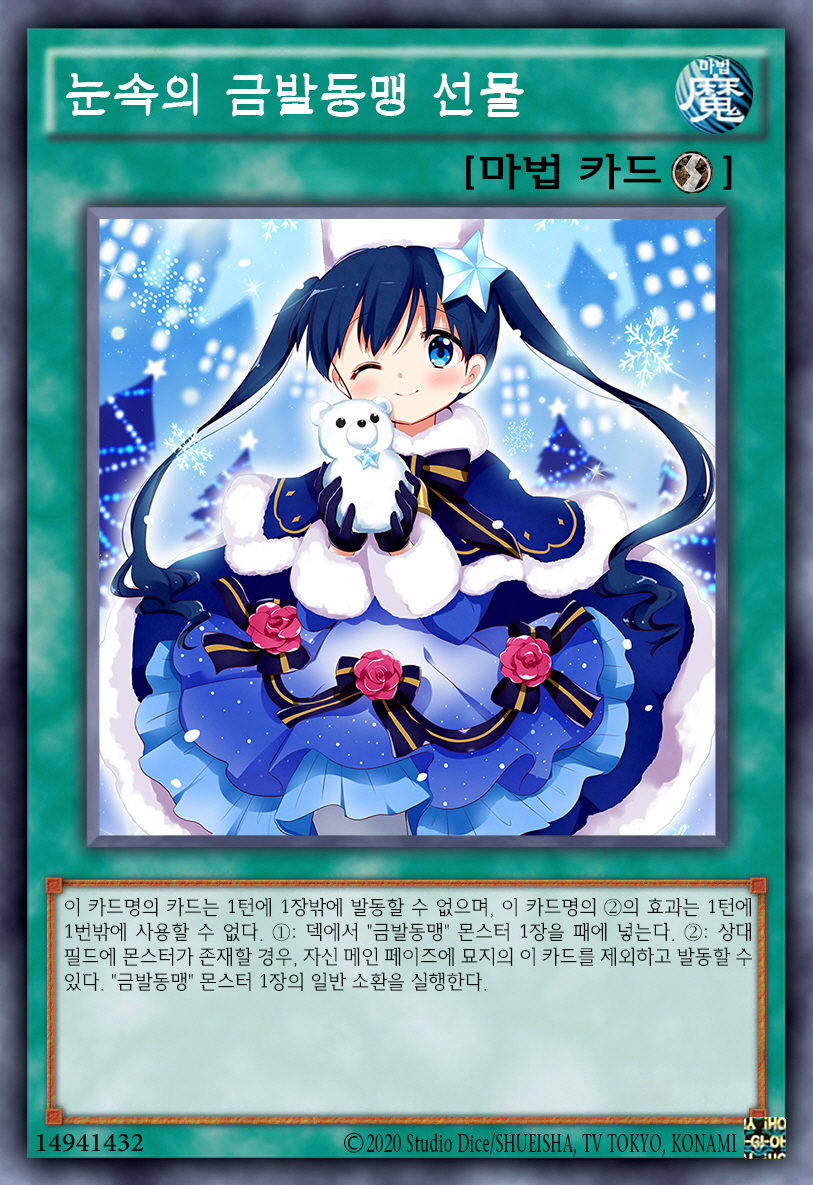 눈속의 금발동맹 선물
마법
魔
[마법 카드 ]
이 카드명의 카드는 1턴에 1장밖에 발동할 수 없으며, 이 카드명의 ②의 효과는 1턴에
1번밖에 사용할 수 없다. ①: 덱에서 "금발동맹" 몬스터 1장을 패에 넣는다. ②: 상대
필드에 몬스터가 존재할 경우, 자신 메인 페이즈에 묘지의 이 카드를 제외하고 발동할 수
있다. "금발동맹" 몬스터 1장의 일반 소환을 실행한다.
14941432
©2020 Studio Dice/SHUEISHA, TV TOKYO, KONAMI